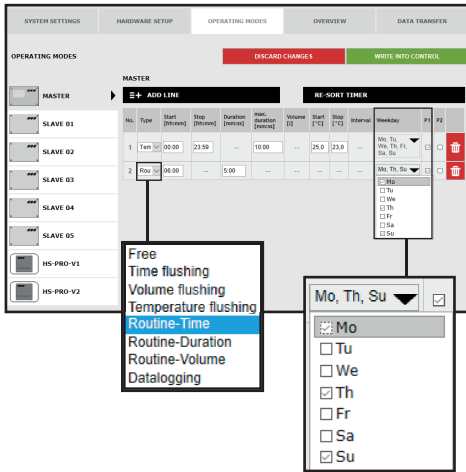 SYSTEM SETTINGS HARDWARE SETUP OPERATING MODES OVERVIEW DATA TRANSFER
OPERATING MODES DISCARD CHANGES WRITE INTO CONTROL
MASTER
MASTER
ADD LINE RE-SORT TIMER
No. Type Start [hh:mm] Stop [hh:mm] Duration [mm:ss] max. duration [mm:ss] Volume [l] Start [°C] Stop [°C] Interval Weekday P1 P2
1 Tem 00:00 23:59 -- 10:00 -- 25,0 23,0 -- Mo, Tu, We, Th, Fr, Sa, Su
2 Rou 06:00 -- 5:00 -- -- -- -- -- Mo, Th, Su
Mo
Tu
We
Th
Fr
Sa
Su
SLAVE 01
SLAVE 02
SLAVE 03
SLAVE 04
SLAVE 05
HS-PRO-V1
HS-PRO-V2
Free
Time flushing
Volume flushing
Temperature flushing
Routine-Time
Routine-Duration
Routine-Volume
Datalogging
Mo, Th, Su
Mo
Tu
We
Th
Fr
Sa
Su